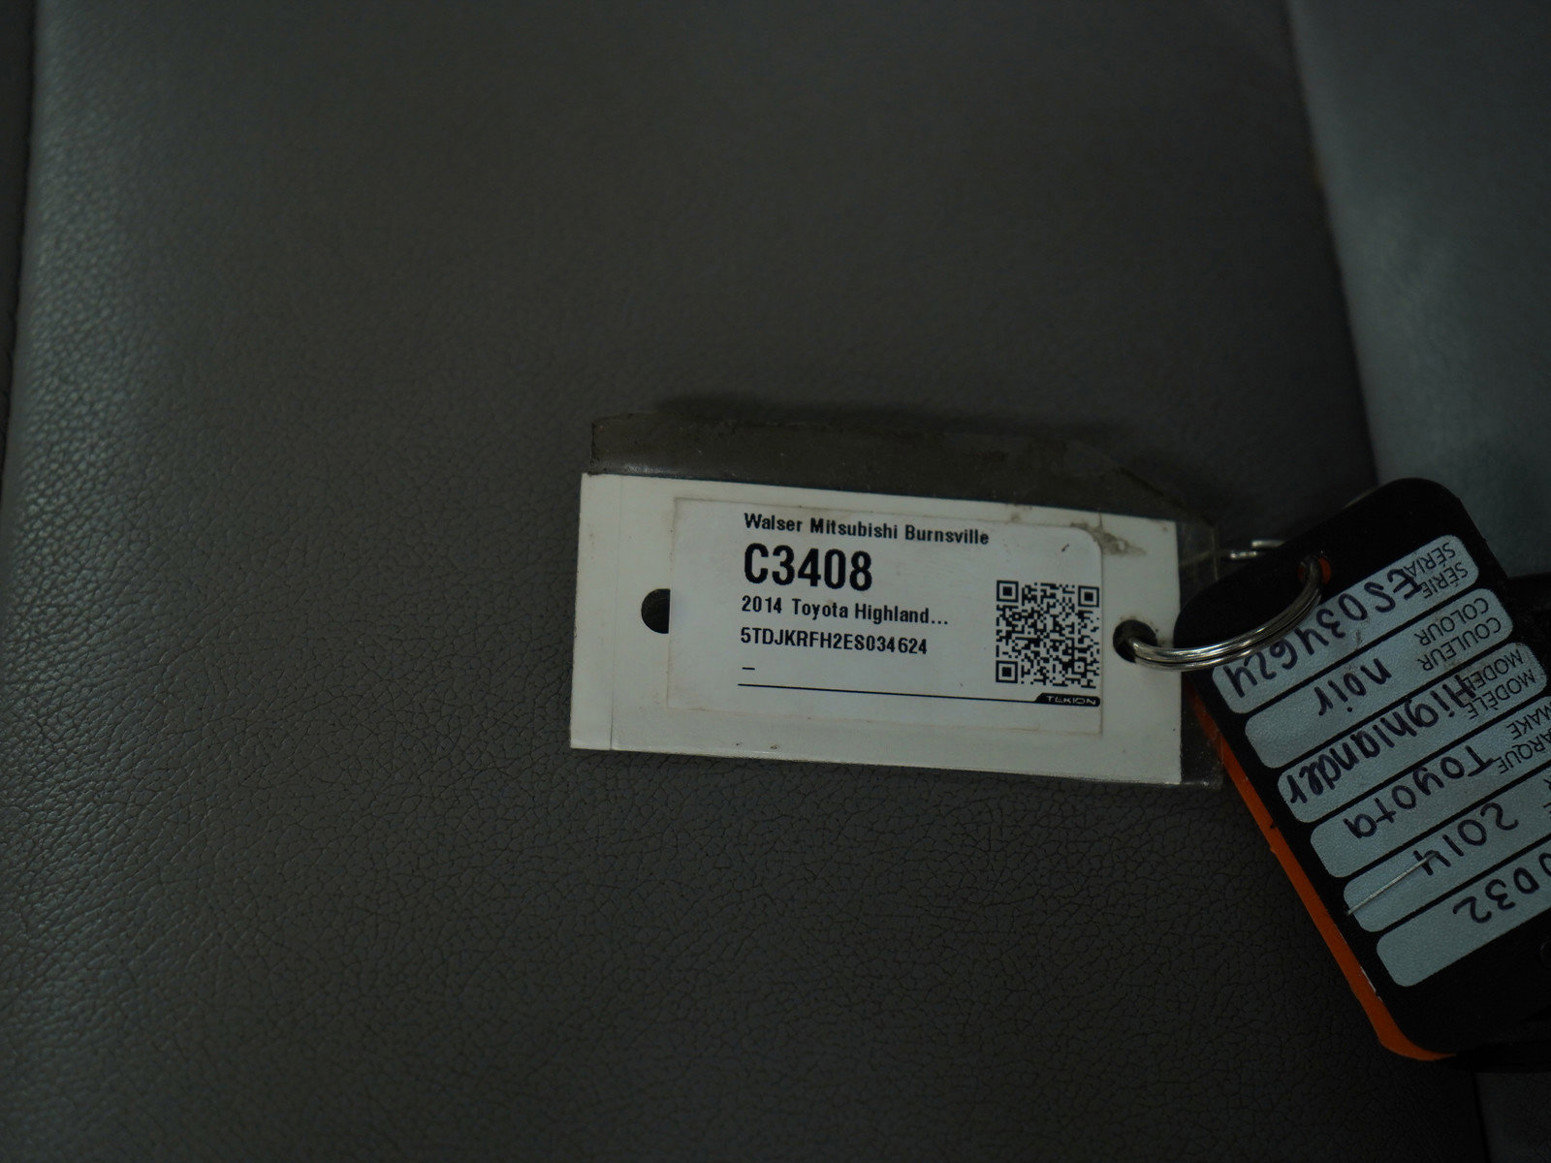 Walser Mitsubishi Burnsville
C3408
2014 Toyota Highland...
5TDJKRFH2ES034624
–
TEKION
SERIE
SERIAL
ES034624
COULEUR
COLOUR
noir
MODÈLE
MODEL
Highlander
MAKE
Toyota
2014
0032